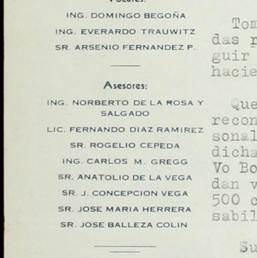 Vocales:
ING. DOMINGO BEGOÑA
ING. EVERARDO TRAUWITZ
SR. ARSENIO FERNANDEZ P.
Asesores:
ING. NORBERTO DE LA ROSA Y
SALGADO
LIC. FERNANDO DIAZ RAMIREZ
SR. ROGELIO CEPEDA
ING. CARLOS M. GREGG
SR. ANATOLIO DE LA VEGA
SR. J. CONCEPCION VEGA
SR. JOSE MARIA HERRERA
SR. JOSE BALLEZA COLIN
Tom
das r
guir
hacie
Que
recon
sonal
dicha
Vo Bo
dan v
500 c
sabil
Su